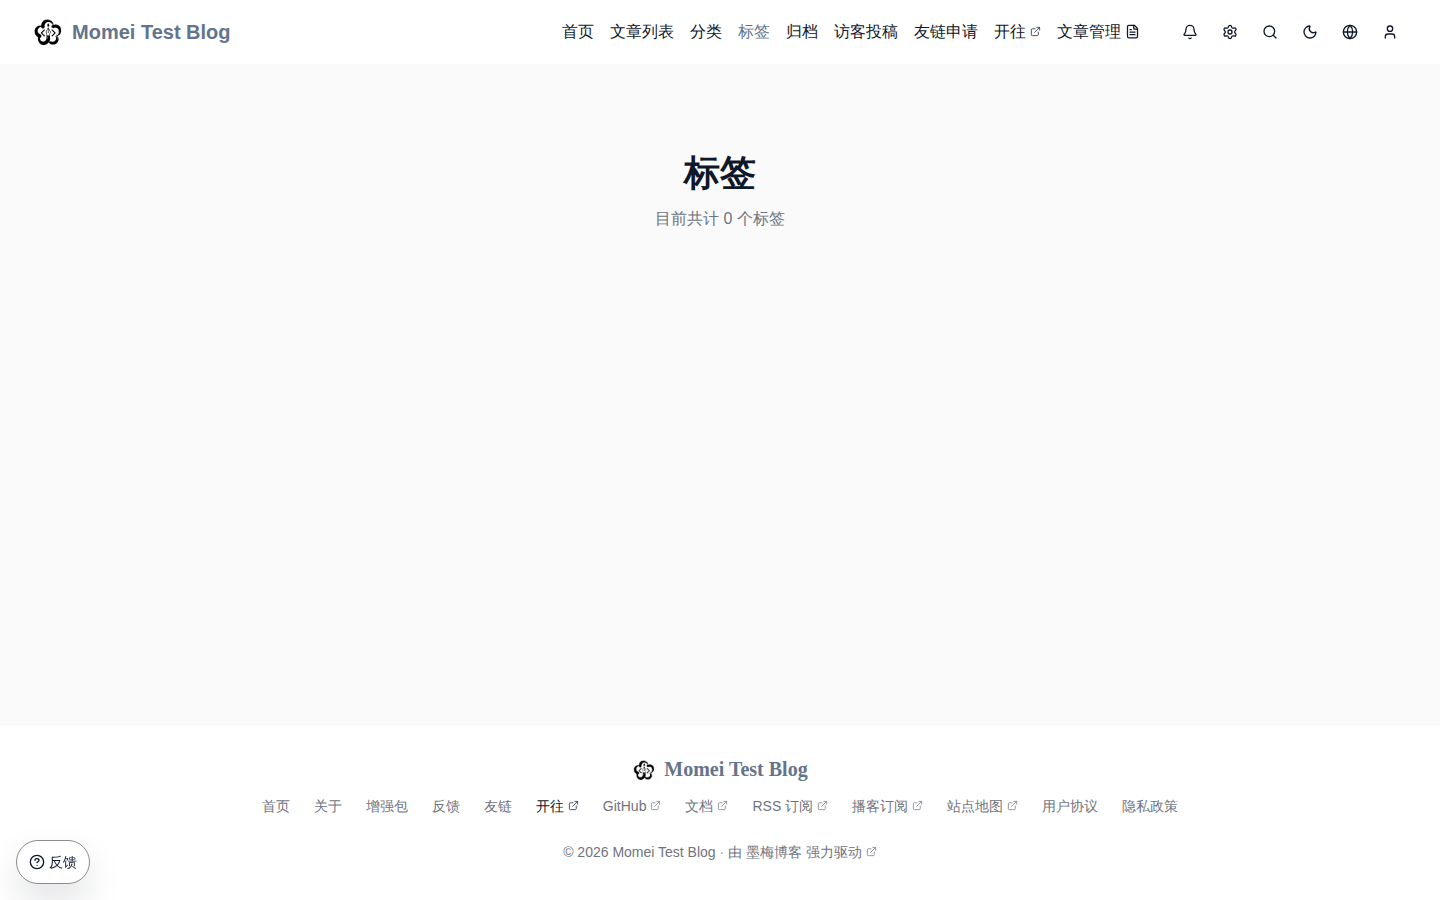 Momei Test Blog 首页 文章列表 分类 标签 归档 访客投稿 友链申请 开往 文章管理
标签
目前共计 0 个标签
Momei Test Blog
首页 关于 增强包 反馈 友链 开往 GitHub 文档 RSS 订阅 播客订阅 站点地图 用户协议 隐私政策
© 2026 Momei Test Blog · 由 墨梅博客 强力驱动
反馈